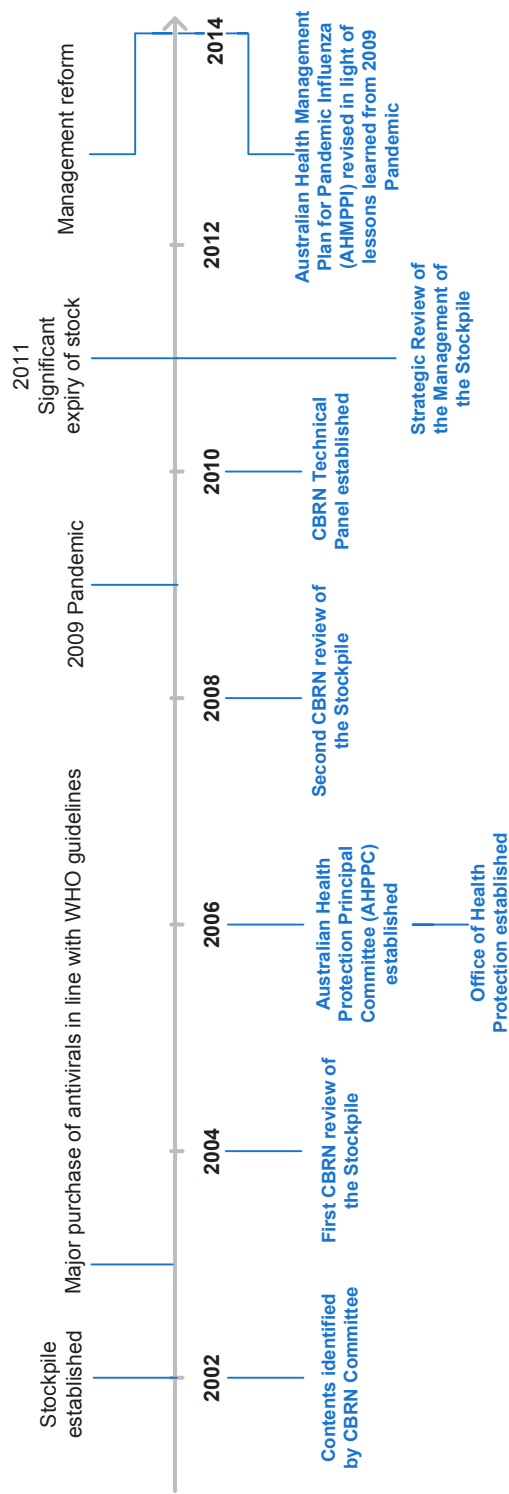 Stockpile
established
Major purchase of antivirals in line with WHO guidelines
2009 Pandemic
2011
Significant
expiry of stock
Management reform
2002
2004
2006
2008
2010
2012
2014
Contents identified
by CBRN Committee
First CBRN review of
the Stockpile
Australian Health
Protection Principal
Committee (AHPPC)
established
Office of Health
Protection established
Second CBRN review of
the Stockpile
CBRN Technical
Panel established
Strategic Review of
the Management of
the Stockpile
Australian Health Management
Plan for Pandemic Influenza
(AHMPPI) revised in light of
lessons learned from 2009
Pandemic